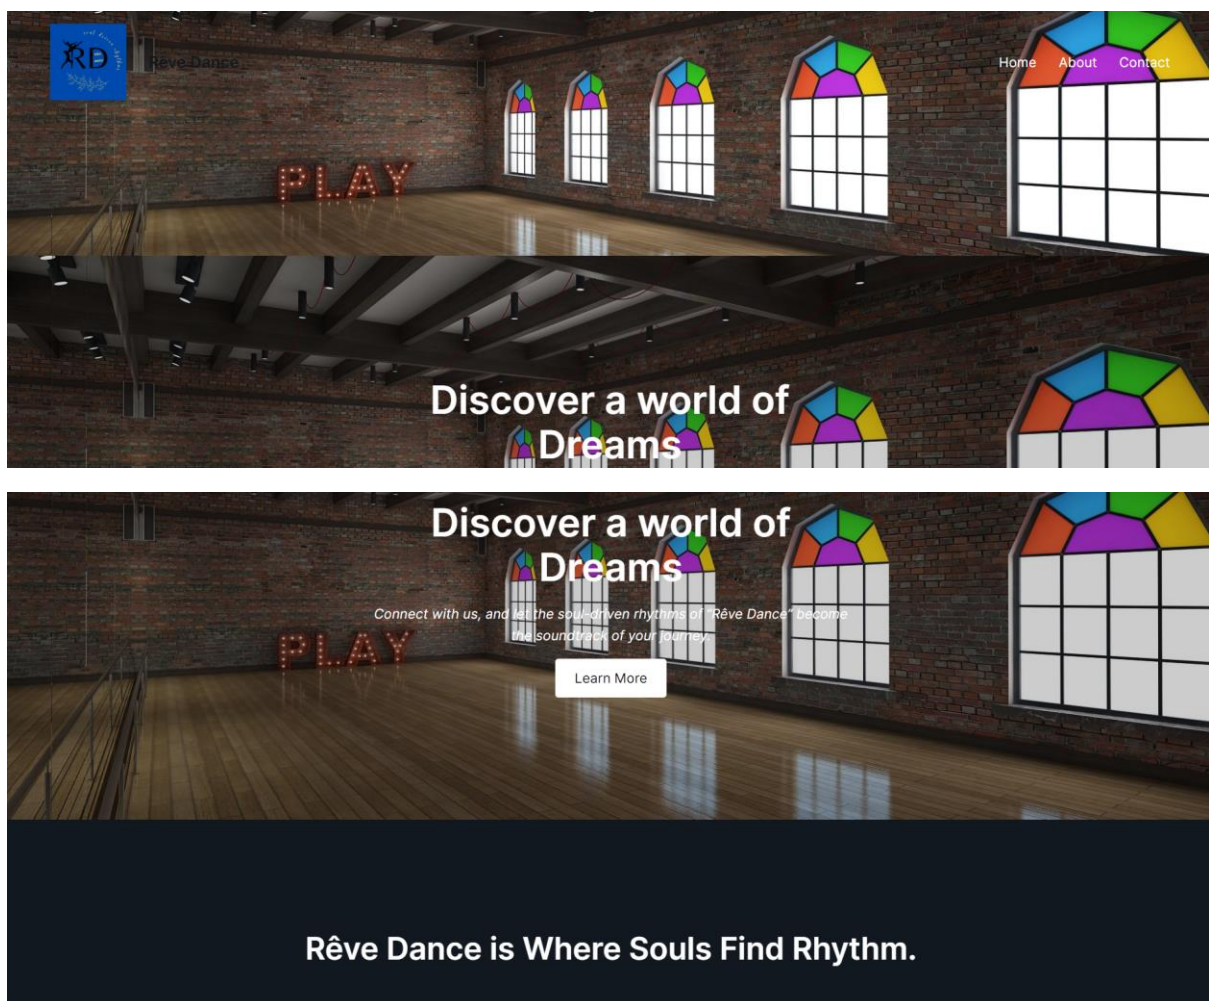 RD
Rêve Dance
Home About Contact
PLAY
Discover a world of
Dreams
Discover a world of
Dreams
Connect with us, and let the soul-driven rhythms of “Rêve Dance” become
the soundtrack of your journey.
PLAY
Learn More
Rêve Dance is Where Souls Find Rhythm.